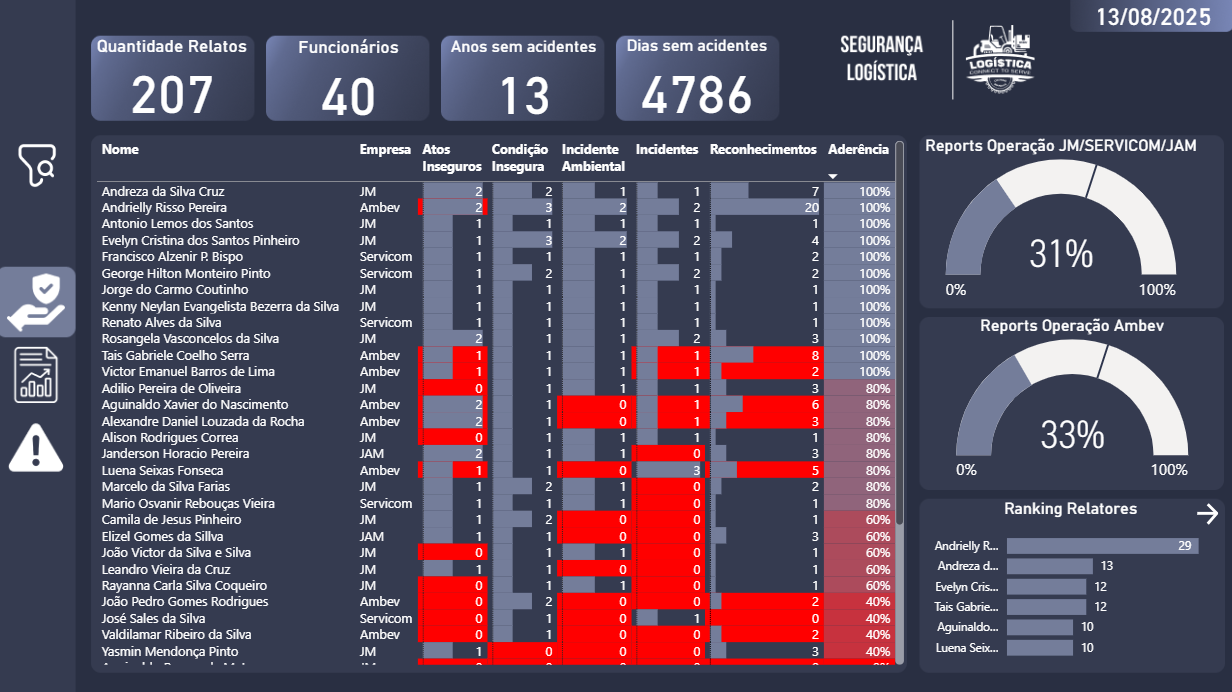 13/08/2025
Quantidade Relatos
207
Funcionários
40
Anos sem acidentes
13
Dias sem acidentes
4786
SEGURANÇA
LOGÍSTICA
LOGÍSTICA
CONNECT TO SERVE
Nome Empresa Atos Inseguros Condição Insegura Incidente Ambiental Incidentes Reconhecimentos Aderência
Andreza da Silva Cruz JM 2 2 1 1 7 100%
Andrielly Risso Pereira Ambev 2 3 2 2 20 100%
Antonio Lemos dos Santos JM 1 1 1 1 1 100%
Evelyn Cristina dos Santos Pinheiro JM 1 3 2 2 4 100%
Francisco Alzenir P. Bispo Servicom 1 1 1 1 2 100%
George Hilton Monteiro Pinto Servicom 1 2 1 2 2 100%
Jorge do Carmo Coutinho JM 1 1 1 1 1 100%
Kenny Neylan Evangelista Bezerra da Silva JM 1 1 1 1 1 100%
Renato Alves da Silva Servicom 1 1 1 1 1 100%
Rosangela Vasconcelos da Silva JM 2 1 1 2 3 100%
Tais Gabriele Coelho Serra Ambev 1 1 1 1 8 100%
Victor Emanuel Barros de Lima Ambev 1 1 1 1 2 100%
Adilio Pereira de Oliveira JM 0 1 1 1 3 80%
Aguinaldo Xavier do Nascimento Ambev 2 1 0 1 6 80%
Alexandre Daniel Louzada da Rocha Ambev 2 1 0 1 3 80%
Alison Rodrigues Correa JM 0 1 1 1 1 80%
Janderson Horacio Pereira JAM 2 1 1 0 3 80%
Luena Seixas Fonseca Ambev 1 1 0 3 5 80%
Marcelo da Silva Farias JM 1 2 1 0 2 80%
Mario Osvanir Rebouças Vieira Servicom 1 1 1 0 1 80%
Camila de Jesus Pinheiro JM 1 2 0 0 1 60%
Elizel Gomes da Sillva JAM 1 1 0 0 3 60%
João Victor da Silva e Silva JM 0 1 1 0 1 60%
Leandro Vieira da Cruz JM 1 1 0 0 1 60%
Rayanna Carla Silva Coqueiro JM 0 1 1 0 1 60%
João Pedro Gomes Rodrigues Ambev 0 2 0 0 2 40%
José Sales da Silva Servicom 0 1 0 1 0 40%
Valdilamar Ribeiro da Silva Ambev 0 1 0 0 2 40%
Yasmin Mendonça Pinto JM 1 0 0 0 3 40%
Reports Operação JM/SERVICOM/JAM
31%
0% 100%
Reports Operação Ambev
33%
0% 100%
Ranking Relatores
Andrielly R... 29
Andreza d... 13
Evelyn Cris... 12
Tais Gabrie... 12
Aguinaldo... 10
Luena Seix... 10